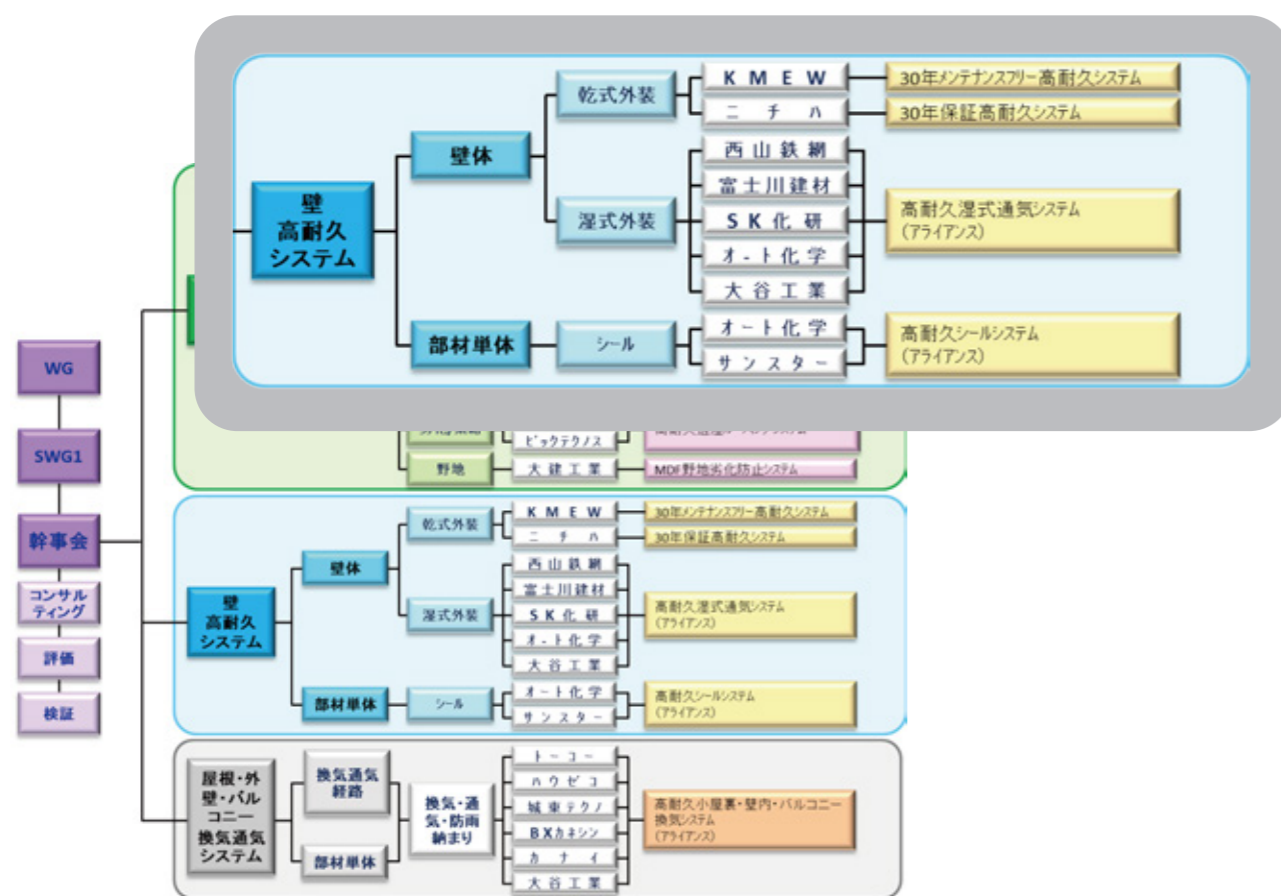 壁
高耐久
システム
壁体
部材単体
乾式外装
湿式外装
シール
KMEW
ニチハ
西山鉄網
富士川建材
SK化研
オート化学
大谷工業
オート化学
サンスター
30年メンテナンスフリー高耐久システム
30年保証高耐久システム
高耐久湿式通気システム
(アライアンス)
高耐久シールシステム
(アライアンス)
WG
SWG1
幹事会
コンサル
ティング
評価
検証
ビックテクノス
野地
大建工業
MDF野地劣化防止システム
壁
高耐久
システム
壁体
部材単体
乾式外装
湿式外装
シール
KMEW
ニチハ
西山鉄網
富士川建材
SK化研
オート化学
大谷工業
オート化学
サンスター
30年メンテナンスフリー高耐久システム
30年保証高耐久システム
高耐久湿式通気システム
(アライアンス)
高耐久シールシステム
(アライアンス)
屋根・外
壁・バル
コニー
換気通気
システム
換気通気
経路
部材単体
換気・通
気・防雨
納まり
トーコー
ハウゼコ
城東テクノ
BXカネシン
カナイ
大谷工業
高耐久小屋裏・壁内・バルコニー
換気システム
(アライアンス)